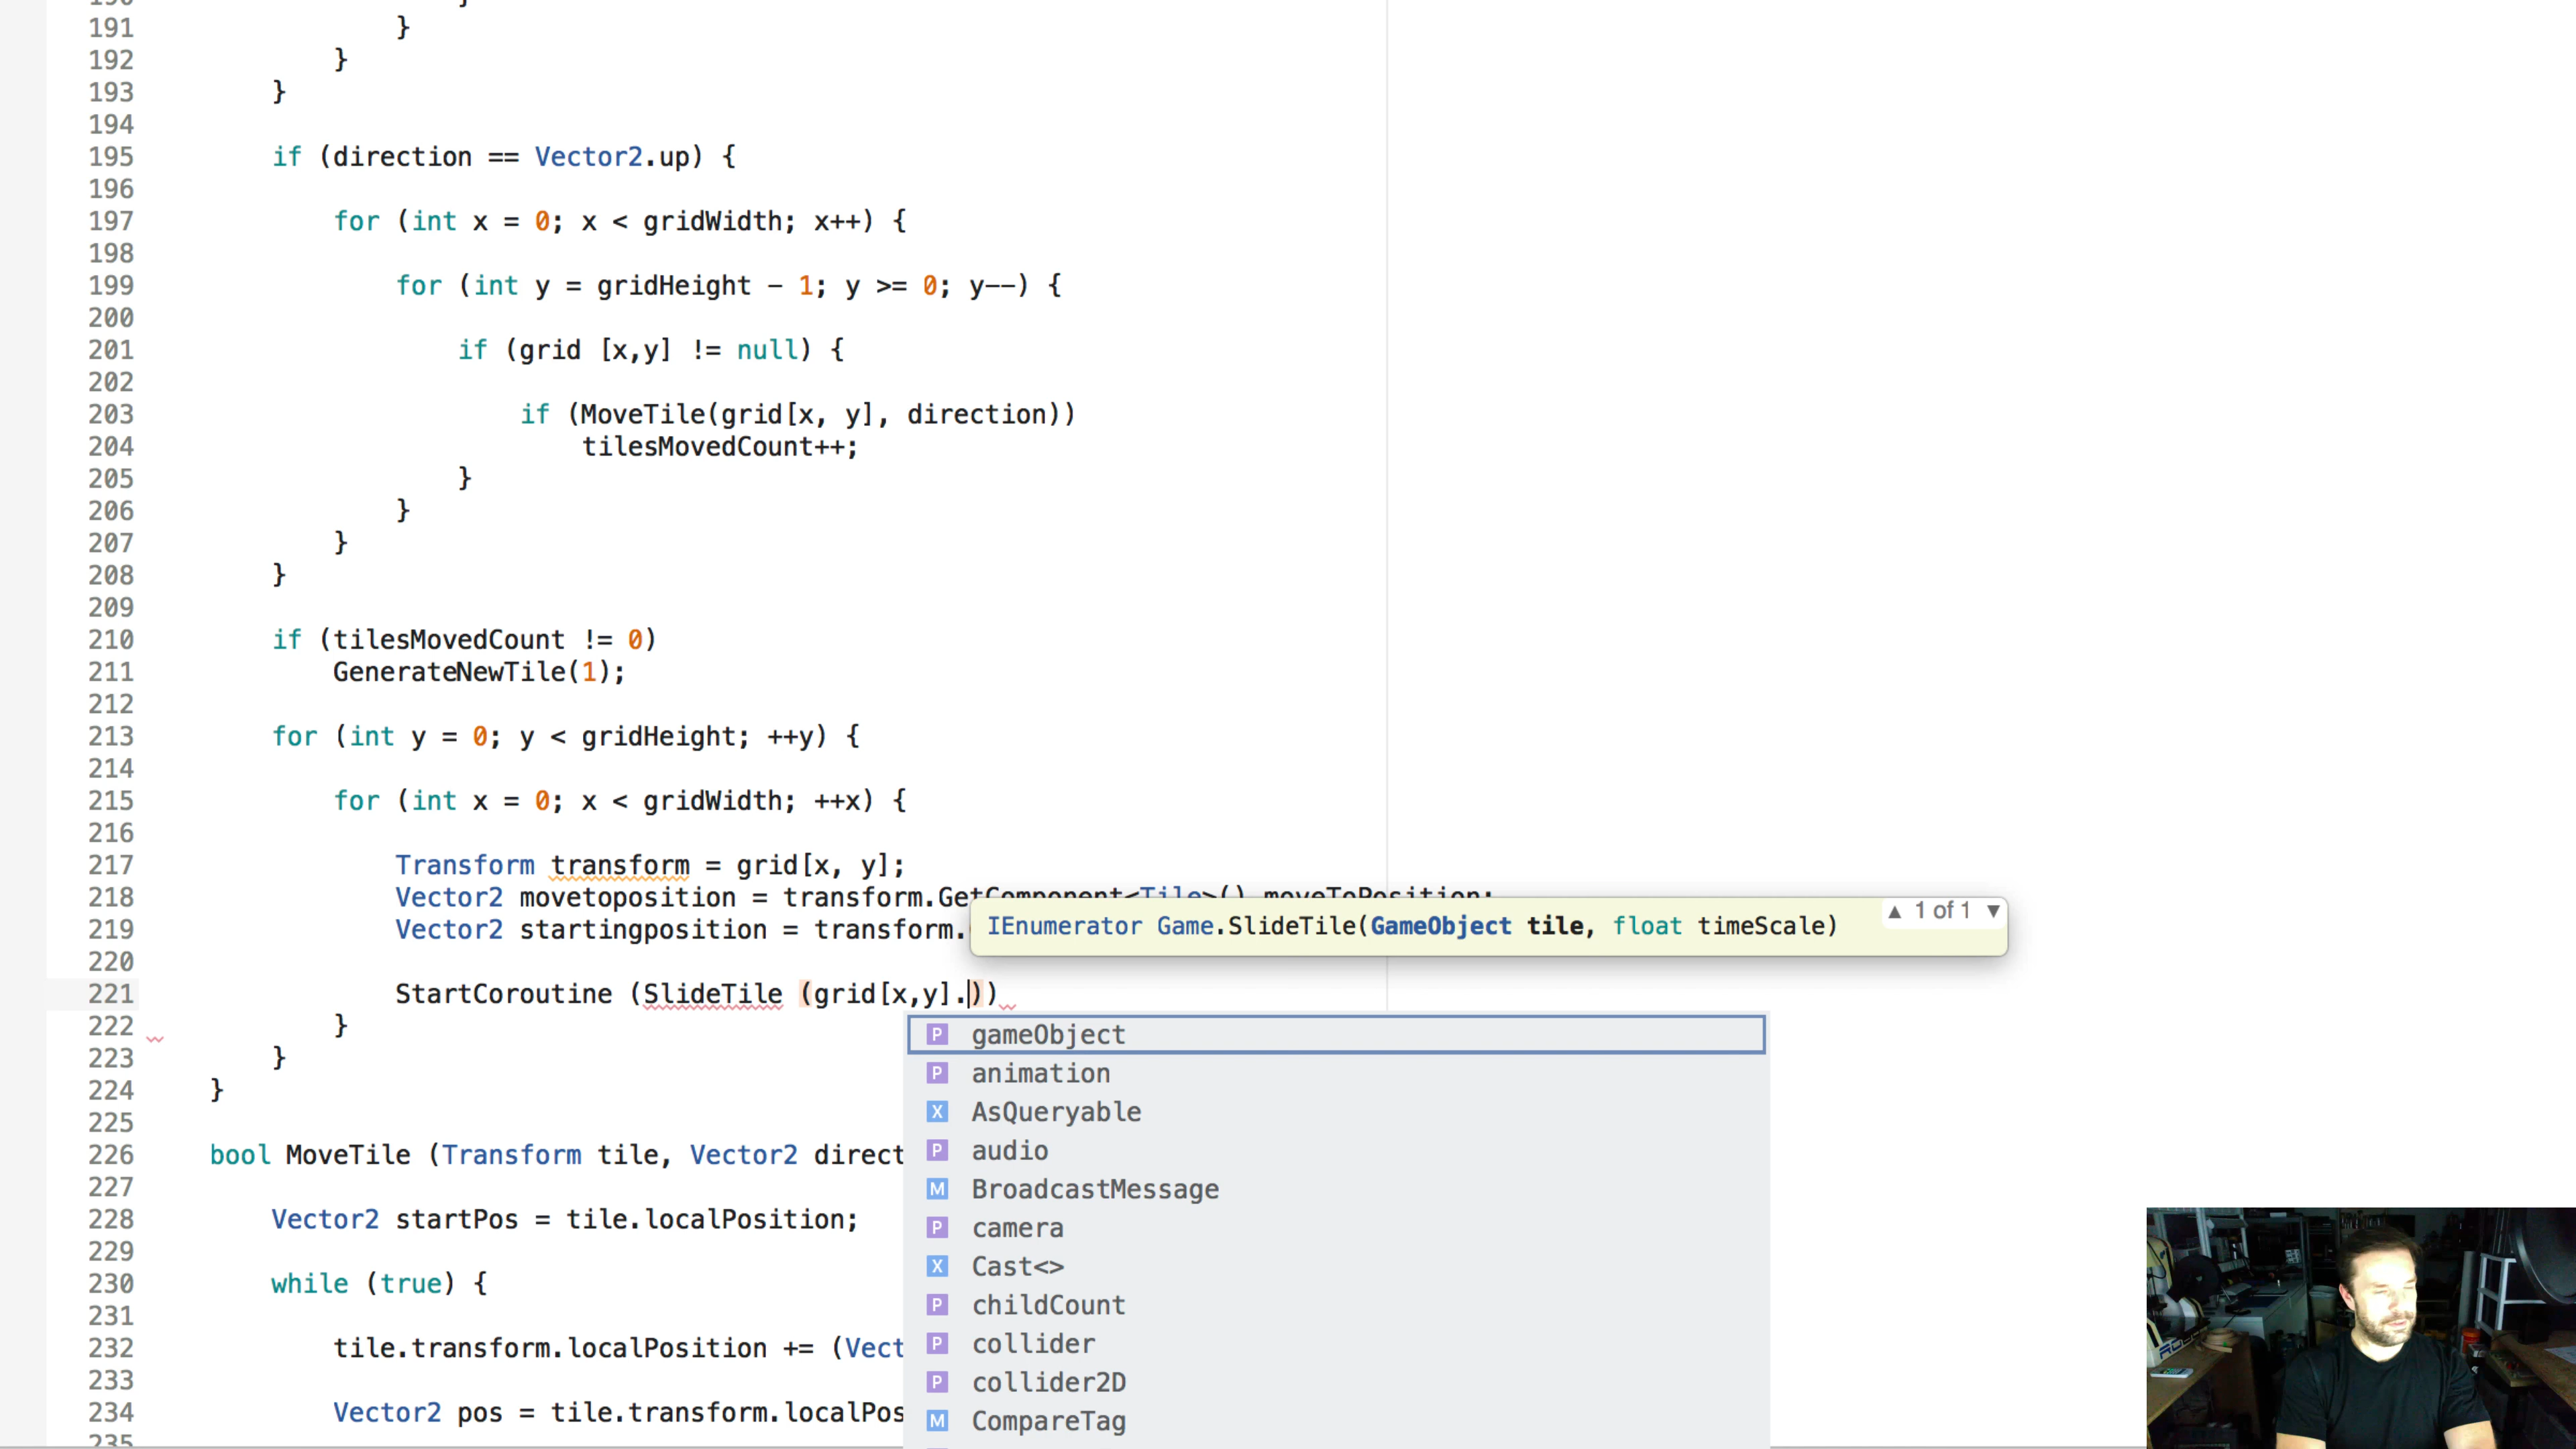 191 }
192 }
193 }
194
195 if (direction == Vector2.up) {
196
197 for (int x = 0; x < gridWidth; x++) {
198
199 for (int y = gridHeight - 1; y >= 0; y--) {
200
201 if (grid [x,y] != null) {
202
203 if (MoveTile(grid[x, y], direction))
204 tilesMovedCount++;
205 }
206 }
207 }
208 }
209
210 if (tilesMovedCount != 0)
211 GenerateNewTile(1);
212
213 for (int y = 0; y < gridHeight; ++y) {
214
215 for (int x = 0; x < gridWidth; ++x) {
216
217 Transform transform = grid[x, y];
218 Vector2 movetoposition = transform.GetComponent<Tile>().moveToPosition;
219 Vector2 startingposition = transform.
IEnumerator Game.SlideTile(GameObject tile, float timeScale) ▲ 1 of 1 ▼
220
221 StartCoroutine (SlideTile (grid[x,y].))
222 }
223 }
224 }
225
226 bool MoveTile (Transform tile, Vector2 direct
227
228 Vector2 startPos = tile.localPosition;
229
230 while (true) {
231
232 tile.transform.localPosition += (Vect
233
234 Vector2 pos = tile.transform.localPos
235
P gameObject
P animation
X AsQueryable
P audio
M BroadcastMessage
P camera
X Cast<>
P childCount
P collider
P collider2D
M CompareTag